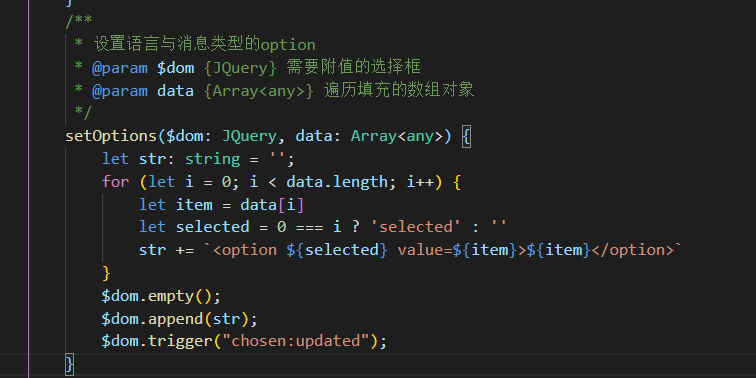 }
/**
 * 设置语言与消息类型的option
 * @param $dom {JQuery} 需要附值的选择框
 * @param data {Array<any>} 遍历填充的数组对象
 */
setOptions($dom: JQuery, data: Array<any>) {
    let str: string = '';
    for (let i = 0; i < data.length; i++) {
        let item = data[i]
        let selected = 0 === i ? 'selected' : ''
        str += `<option ${selected} value=${item}>${item}</option>`
    }
    $dom.empty();
    $dom.append(str);
    $dom.trigger("chosen:updated");
}